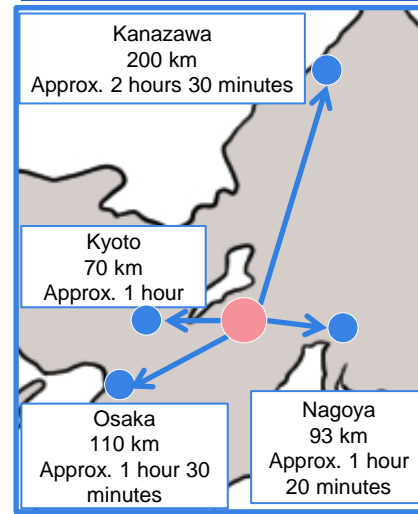 Kanazawa
200 km
Approx. 2 hours 30 minutes
Kyoto
70 km
Approx. 1 hour
Osaka
110 km
Approx. 1 hour 30
minutes
Nagoya
93 km
Approx. 1 hour
20 minutes